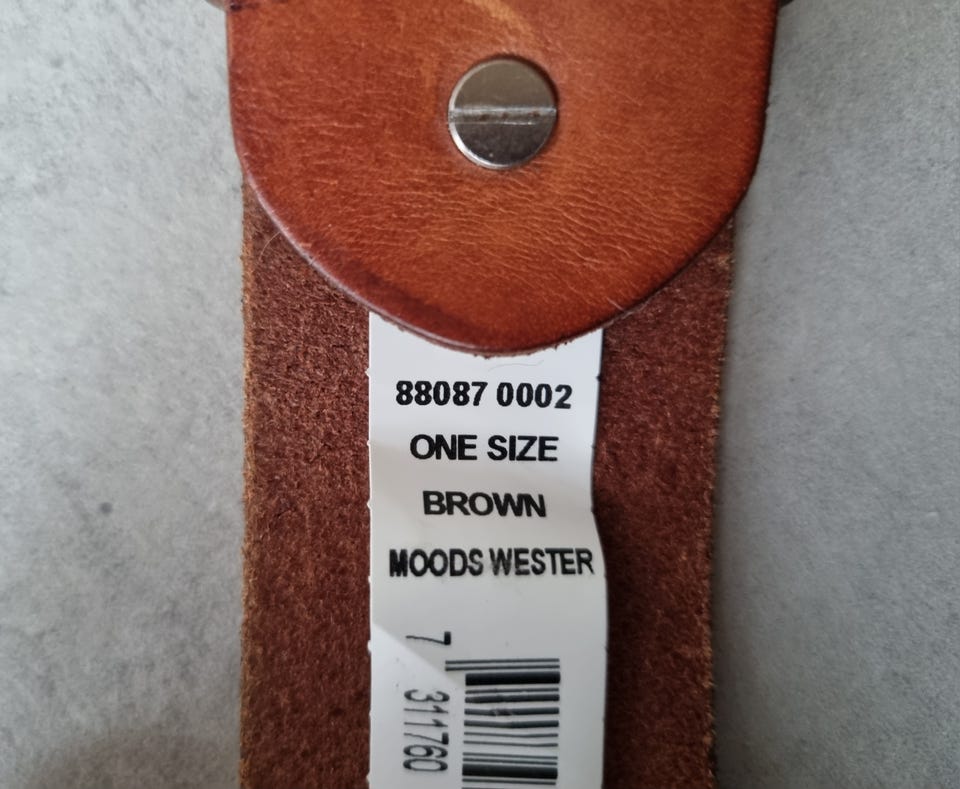 88087 0002
ONE SIZE
BROWN
MOODS WESTER
7
311760